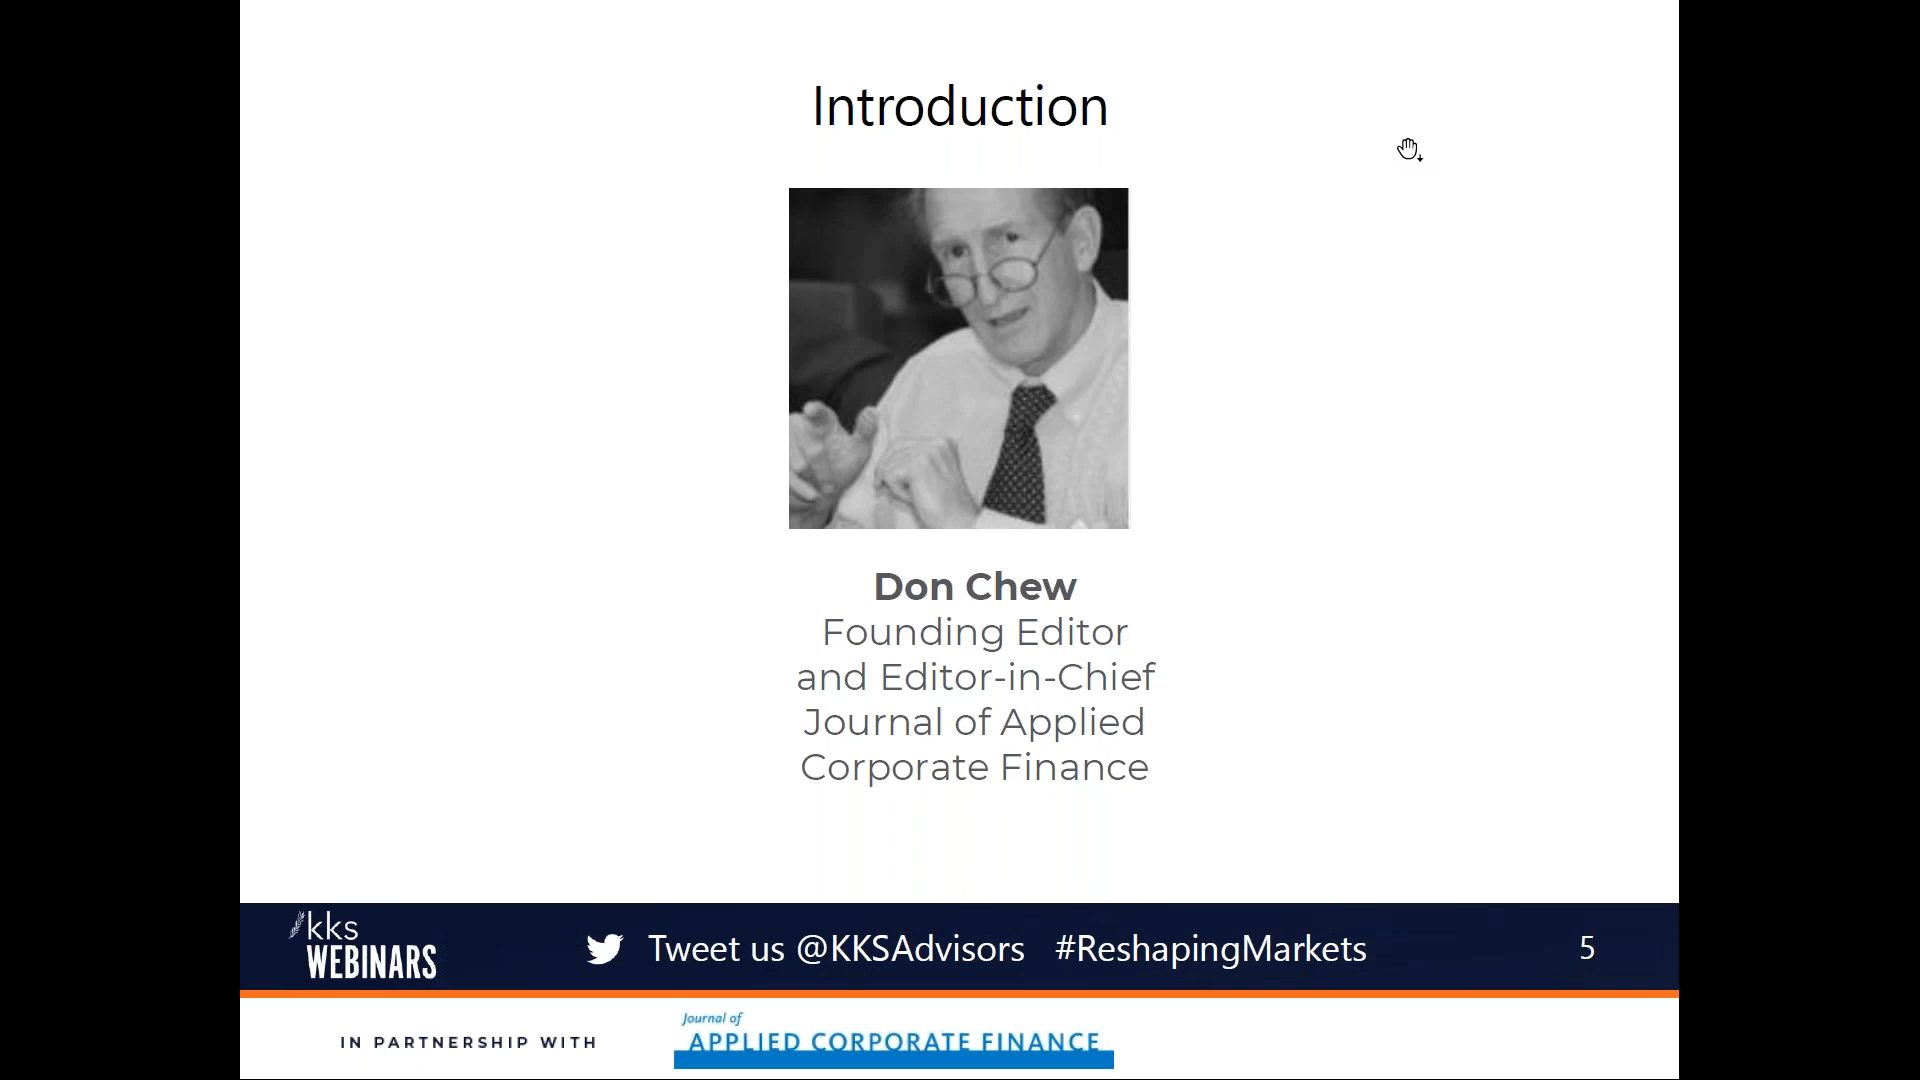 Introduction
Don Chew
Founding Editor
and Editor-in-Chief
Journal of Applied
Corporate Finance
kks
WEBINARS
Tweet us @KKSAdvisors #ReshapingMarkets
5
IN PARTNERSHIP WITH
Journal of
APPLIED CORPORATE FINANCE